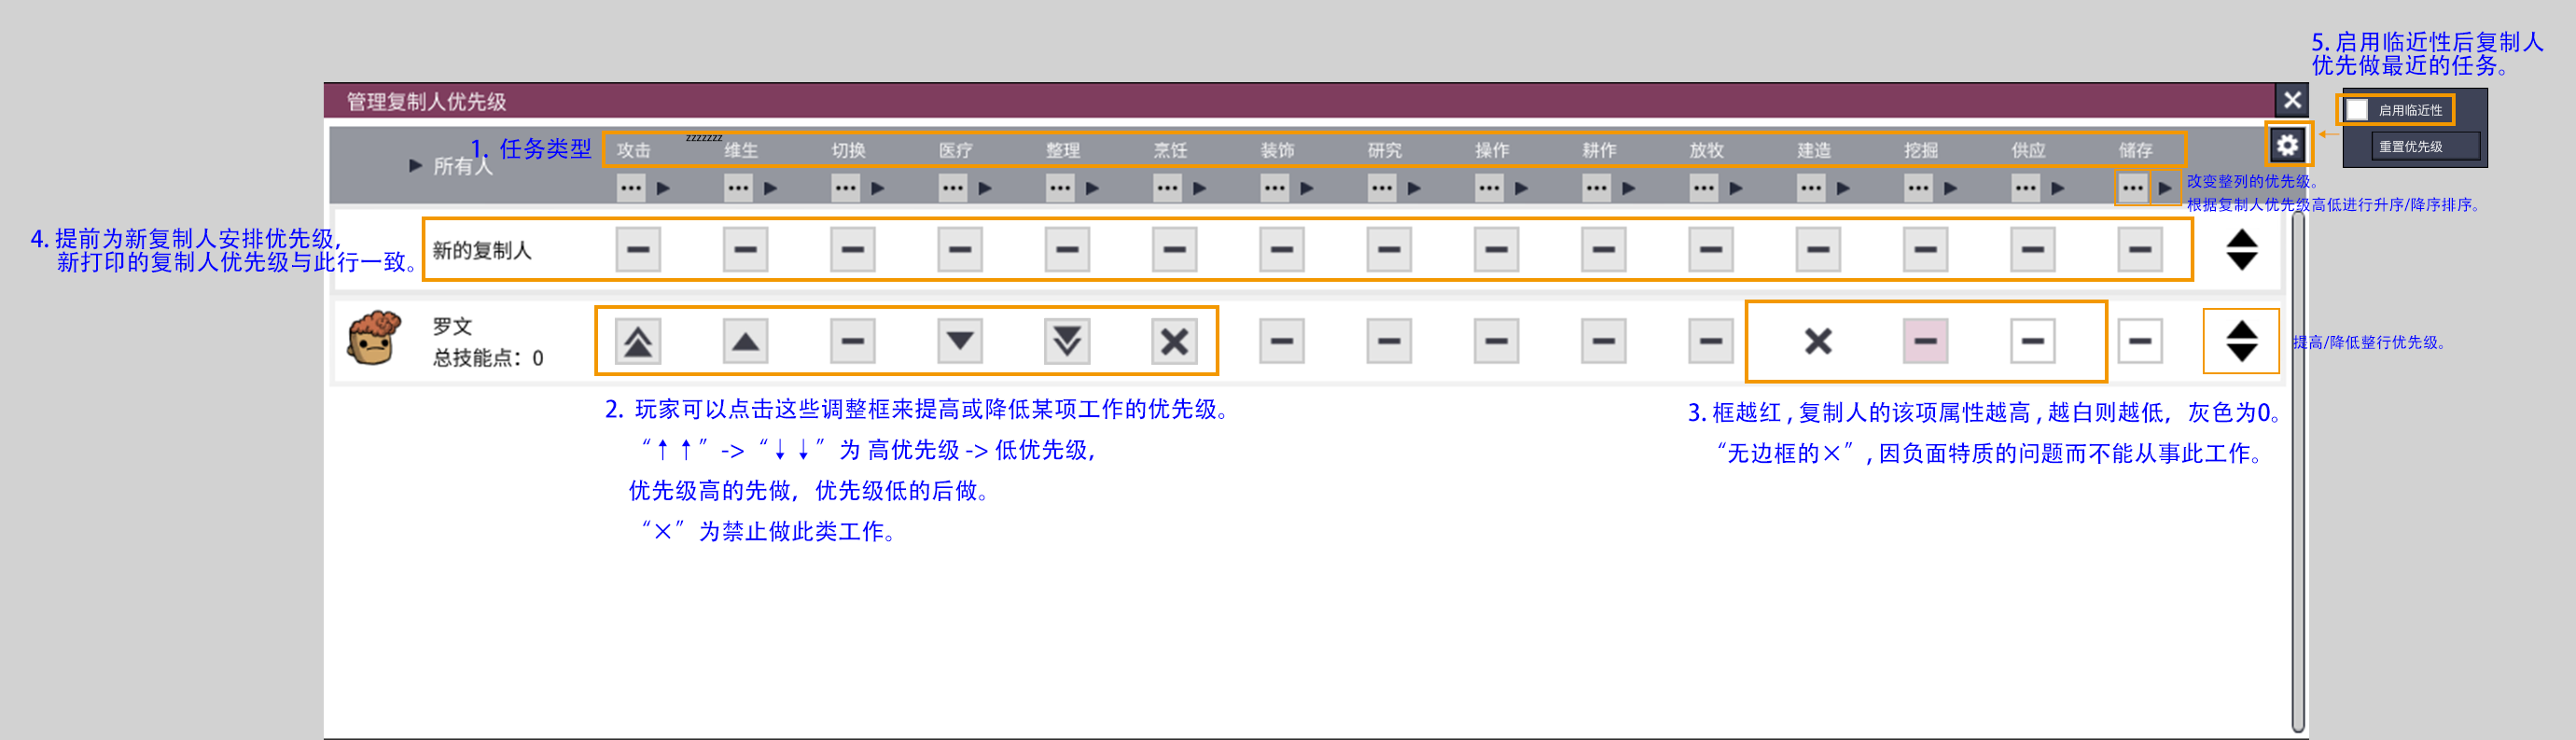 5. 启用临近性后复制人
优先做最近的任务。
管理复制人优先级
启用临近性
重置优先级
1. 任务类型
所有人
zzzzzzz
攻击 维生 切换 医疗 整理 烹饪 装饰 研究 操作 耕作 放牧 建造 挖掘 供应 储存
改变整列的优先级。
根据复制人优先级高低进行升序/降序排序。
4. 提前为新复制人安排优先级,
新打印的复制人优先级与此行一致。
新的复制人
罗文
总技能点：0
提高/降低整行优先级。
2. 玩家可以点击这些调整框来提高或降低某项工作的优先级。
“↑↑” -> “↓↓” 为 高优先级 -> 低优先级,
优先级高的先做, 优先级低的后做。
“×” 为禁止做此类工作。
3. 框越红 , 复制人的该项属性越高 , 越白则越低, 灰色为0。
“无边框的×” , 因负面特质的问题而不能从事此工作。